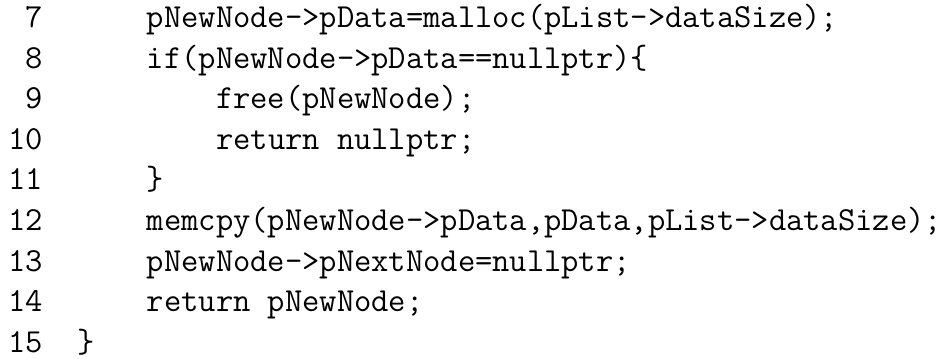 7 pNewNode->pData=malloc(pList->dataSize);
8 if(pNewNode->pData==nullptr){
9 free(pNewNode);
10 return nullptr;
11 }
12 memcpy(pNewNode->pData,pData,pList->dataSize);
13 pNewNode->pNextNode=nullptr;
14 return pNewNode;
15 }